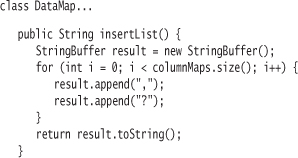 class DataMap...
public String insertList() {
StringBuffer result = new StringBuffer();
for (int i = 0; i < columnMaps.size(); i++) {
result.append(",");
result.append("?");
}
return result.toString();
}